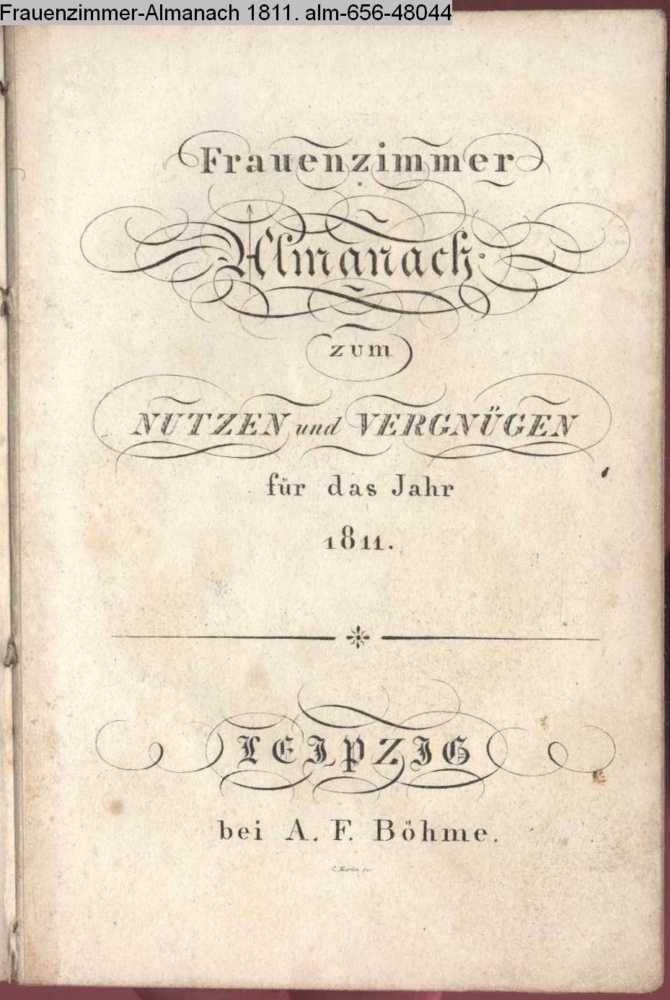 Frauenzimmer-Almanach 1811. alm-656-48044
Frauenzimmer
Almanach
zum
NUTZEN und VERGNÜGEN
für das Jahr
1811.
LEIPZIG
bei A. F. Böhme.